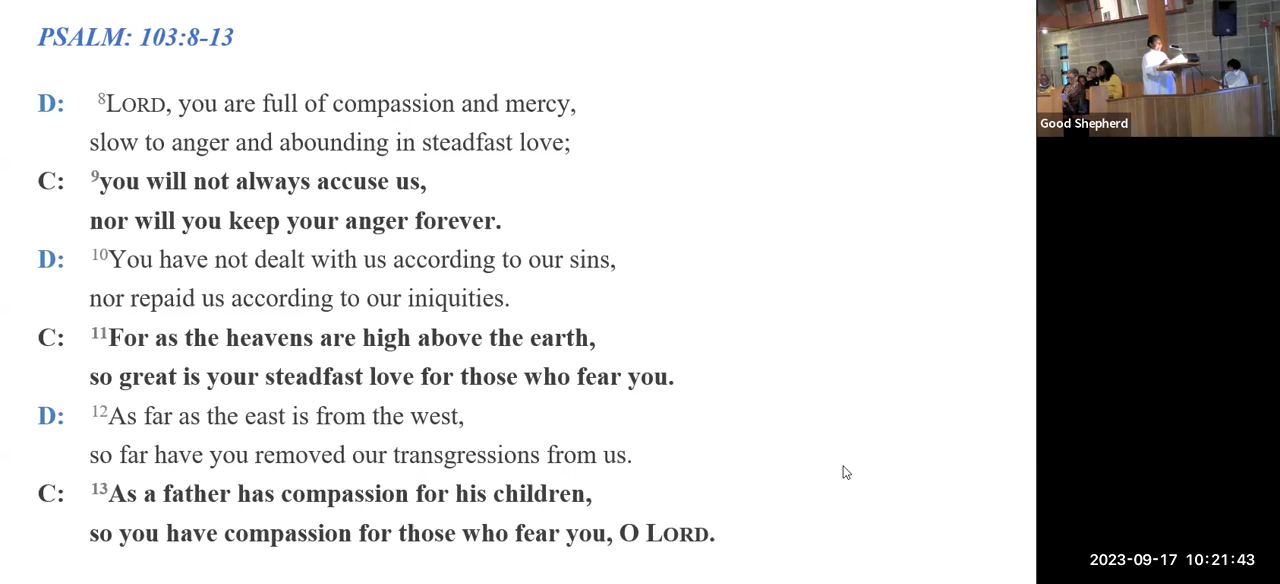 PSALM: 103:8-13
D: 8LORD, you are full of compassion and mercy,
slow to anger and abounding in steadfast love;
C: 9you will not always accuse us,
nor will you keep your anger forever.
D: 10You have not dealt with us according to our sins,
nor repaid us according to our iniquities.
C: 11For as the heavens are high above the earth,
so great is your steadfast love for those who fear you.
D: 12As far as the east is from the west,
so far have you removed our transgressions from us.
C: 13As a father has compassion for his children,
so you have compassion for those who fear you, O LORD.
Good Shepherd
2023-09-17 10:21:43